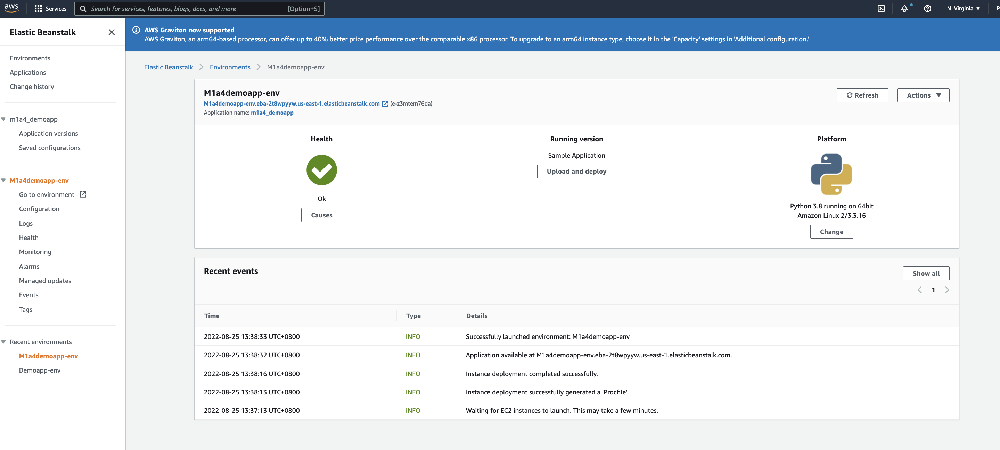 aws
Services
Search for services, features, blogs, docs, and more
[Option+S]
N. Virginia
Elastic Beanstalk
Environments
Applications
Change history
m1a4_demoapp
Application versions
Saved configurations
M1a4demoapp-env
Go to environment
Configuration
Logs
Health
Monitoring
Alarms
Managed updates
Events
Tags
Recent environments
M1a4demoapp-env
Demoapp-env
AWS Graviton now supported
AWS Graviton, an arm64-based processor, can offer up to 40% better price performance over the comparable x86 processor. To upgrade to an arm64 instance type, choose it in the 'Capacity' settings in 'Additional configuration.'
Elastic Beanstalk > Environments > M1a4demoapp-env
M1a4demoapp-env
M1a4demoapp-env.eba-2t8wpyyw.us-east-1.elasticbeanstalk.com (e-z3mtem76da)
Application name: m1a4_demoapp
Refresh
Actions
Health
Ok
Causes
Running version
Sample Application
Upload and deploy
Platform
Python 3.8 running on 64bit
Amazon Linux 2/3.3.16
Change
Recent events
Show all
1
Time Type Details
2022-08-25 13:38:33 UTC+0800 INFO Successfully launched environment: M1a4demoapp-env
2022-08-25 13:38:32 UTC+0800 INFO Application available at M1a4demoapp-env.eba-2t8wpyyw.us-east-1.elasticbeanstalk.com.
2022-08-25 13:38:16 UTC+0800 INFO Instance deployment completed successfully.
2022-08-25 13:38:13 UTC+0800 INFO Instance deployment successfully generated a 'Procfile'.
2022-08-25 13:37:13 UTC+0800 INFO Waiting for EC2 instances to launch. This may take a few minutes.